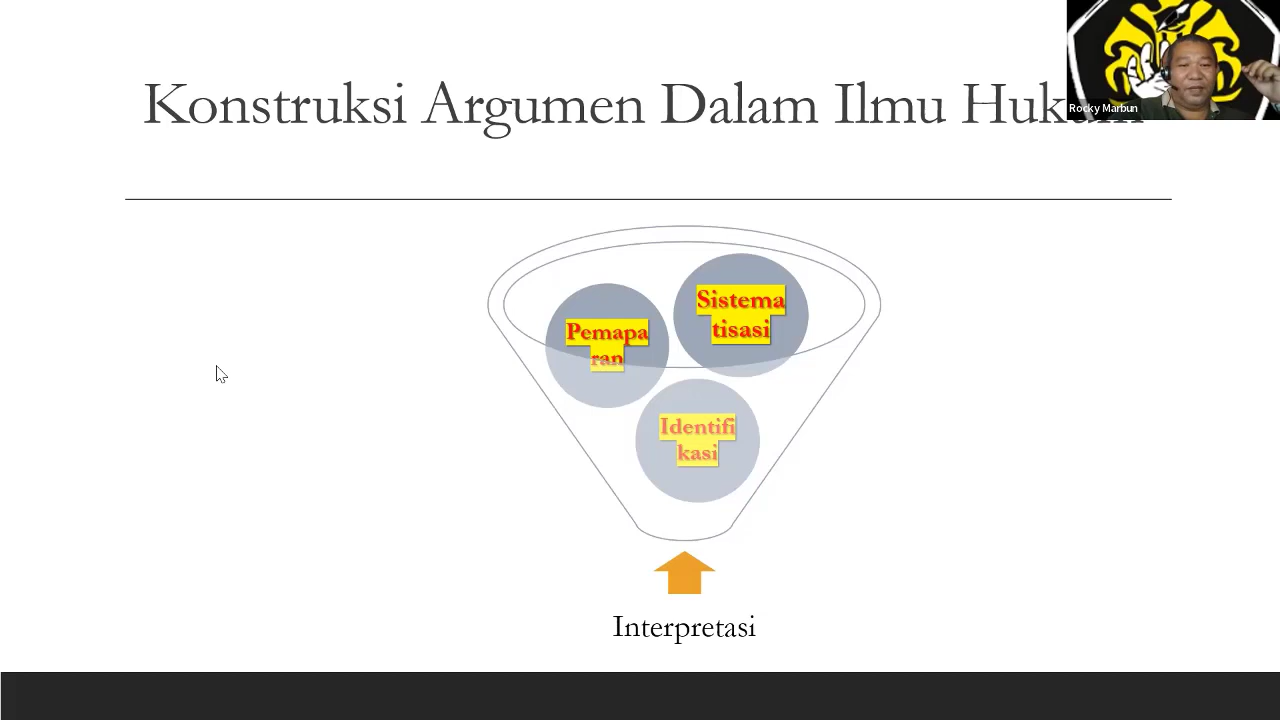 Konstruksi Argumen Dalam Ilmu Hukum
Rocky Marbun
Sistema
tisasi
Pemapa
ran
Identifi
kasi
Interpretasi